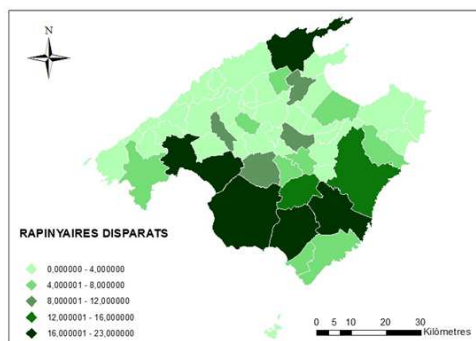 N
RAPINYAIRES DISPARATS
0,000000 - 4,000000
4,000001 - 8,000000
8,000001 - 12,000000
12,000001 - 16,000000
16,000001 - 23,000000
0 5 10 20 30
Kilòmetres